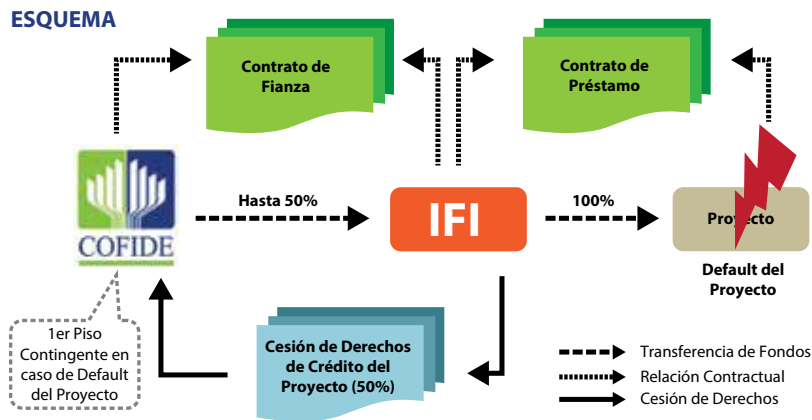 ESQUEMA
Contrato de
Fianza
Contrato de
Préstamo
COFIDE
Hasta 50%
IFI
100%
Proyecto
Default del
Proyecto
1er Piso
Contingente en
caso de Default
del Proyecto
Cesión de Derechos
de Crédito del
Proyecto (50%)
Transferencia de Fondos
Relación Contractual
Cesión de Derechos